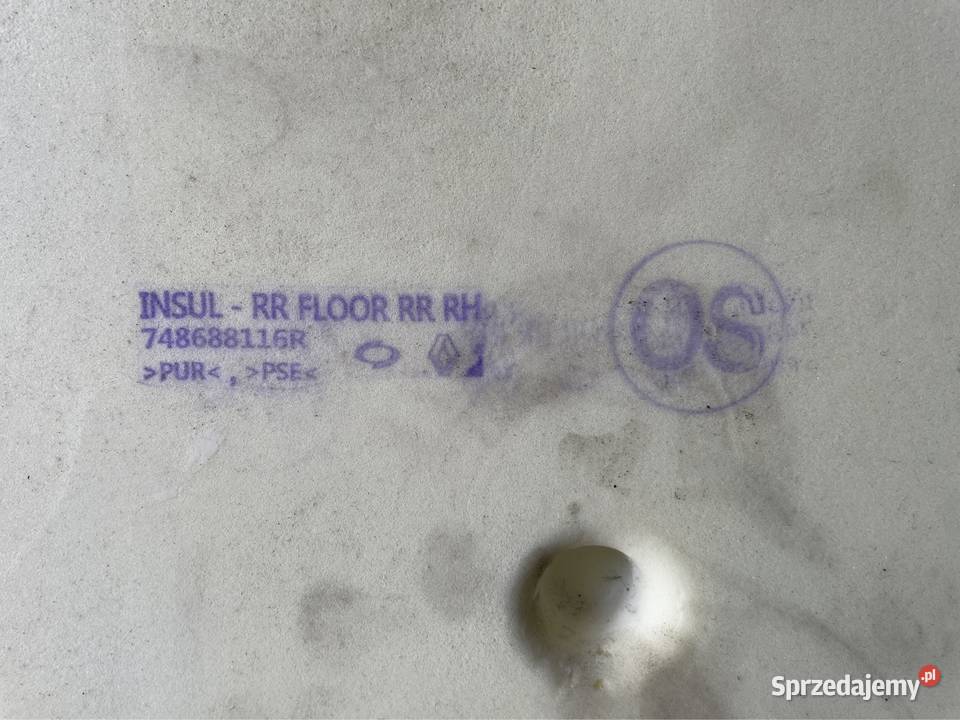 INSUL - RR FLOOR RR RH
748688116R
>PUR< , >PSE<
OS
Sprzedajemy.pl